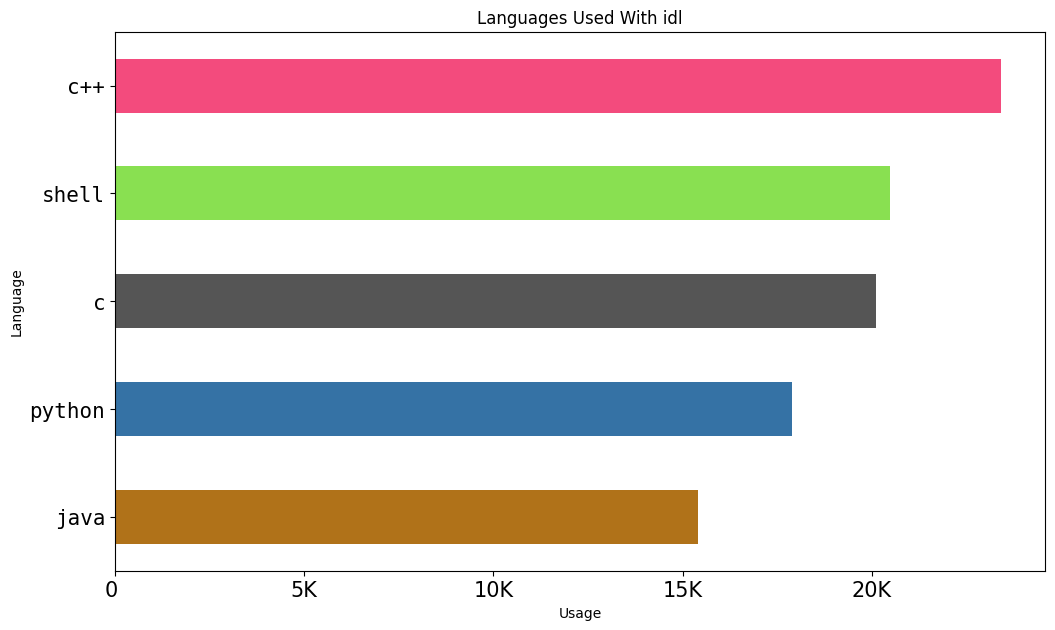 Languages Used With idl
c++
shell
c
python
java
Language
0 5K 10K 15K 20K
Usage